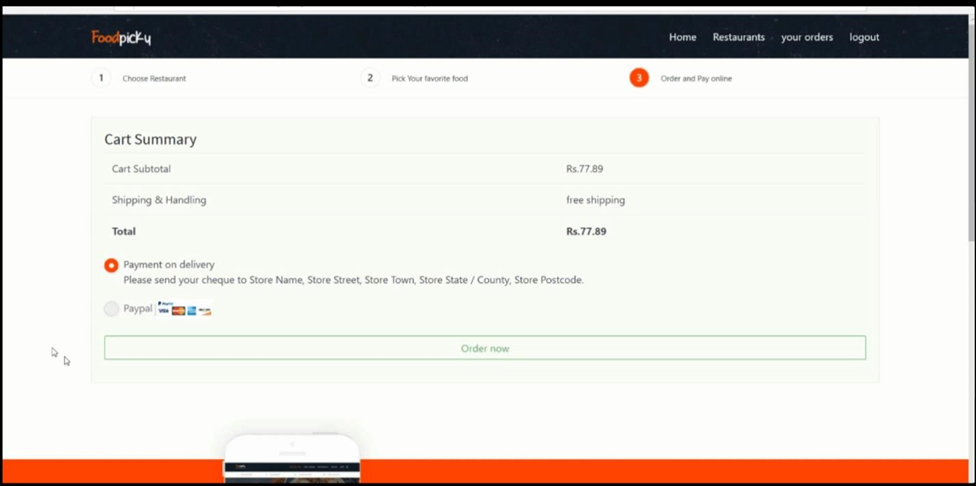 Foodpicky
Home Restaurants your orders logout
1 Choose Restaurant 2 Pick Your favorite food 3 Order and Pay online
Cart Summary
Cart Subtotal Rs.77.89
Shipping & Handling free shipping
Total Rs.77.89
Payment on delivery
Please send your cheque to Store Name, Store Street, Store Town, Store State / County, Store Postcode.
Paypal PayPal VISA
Order now